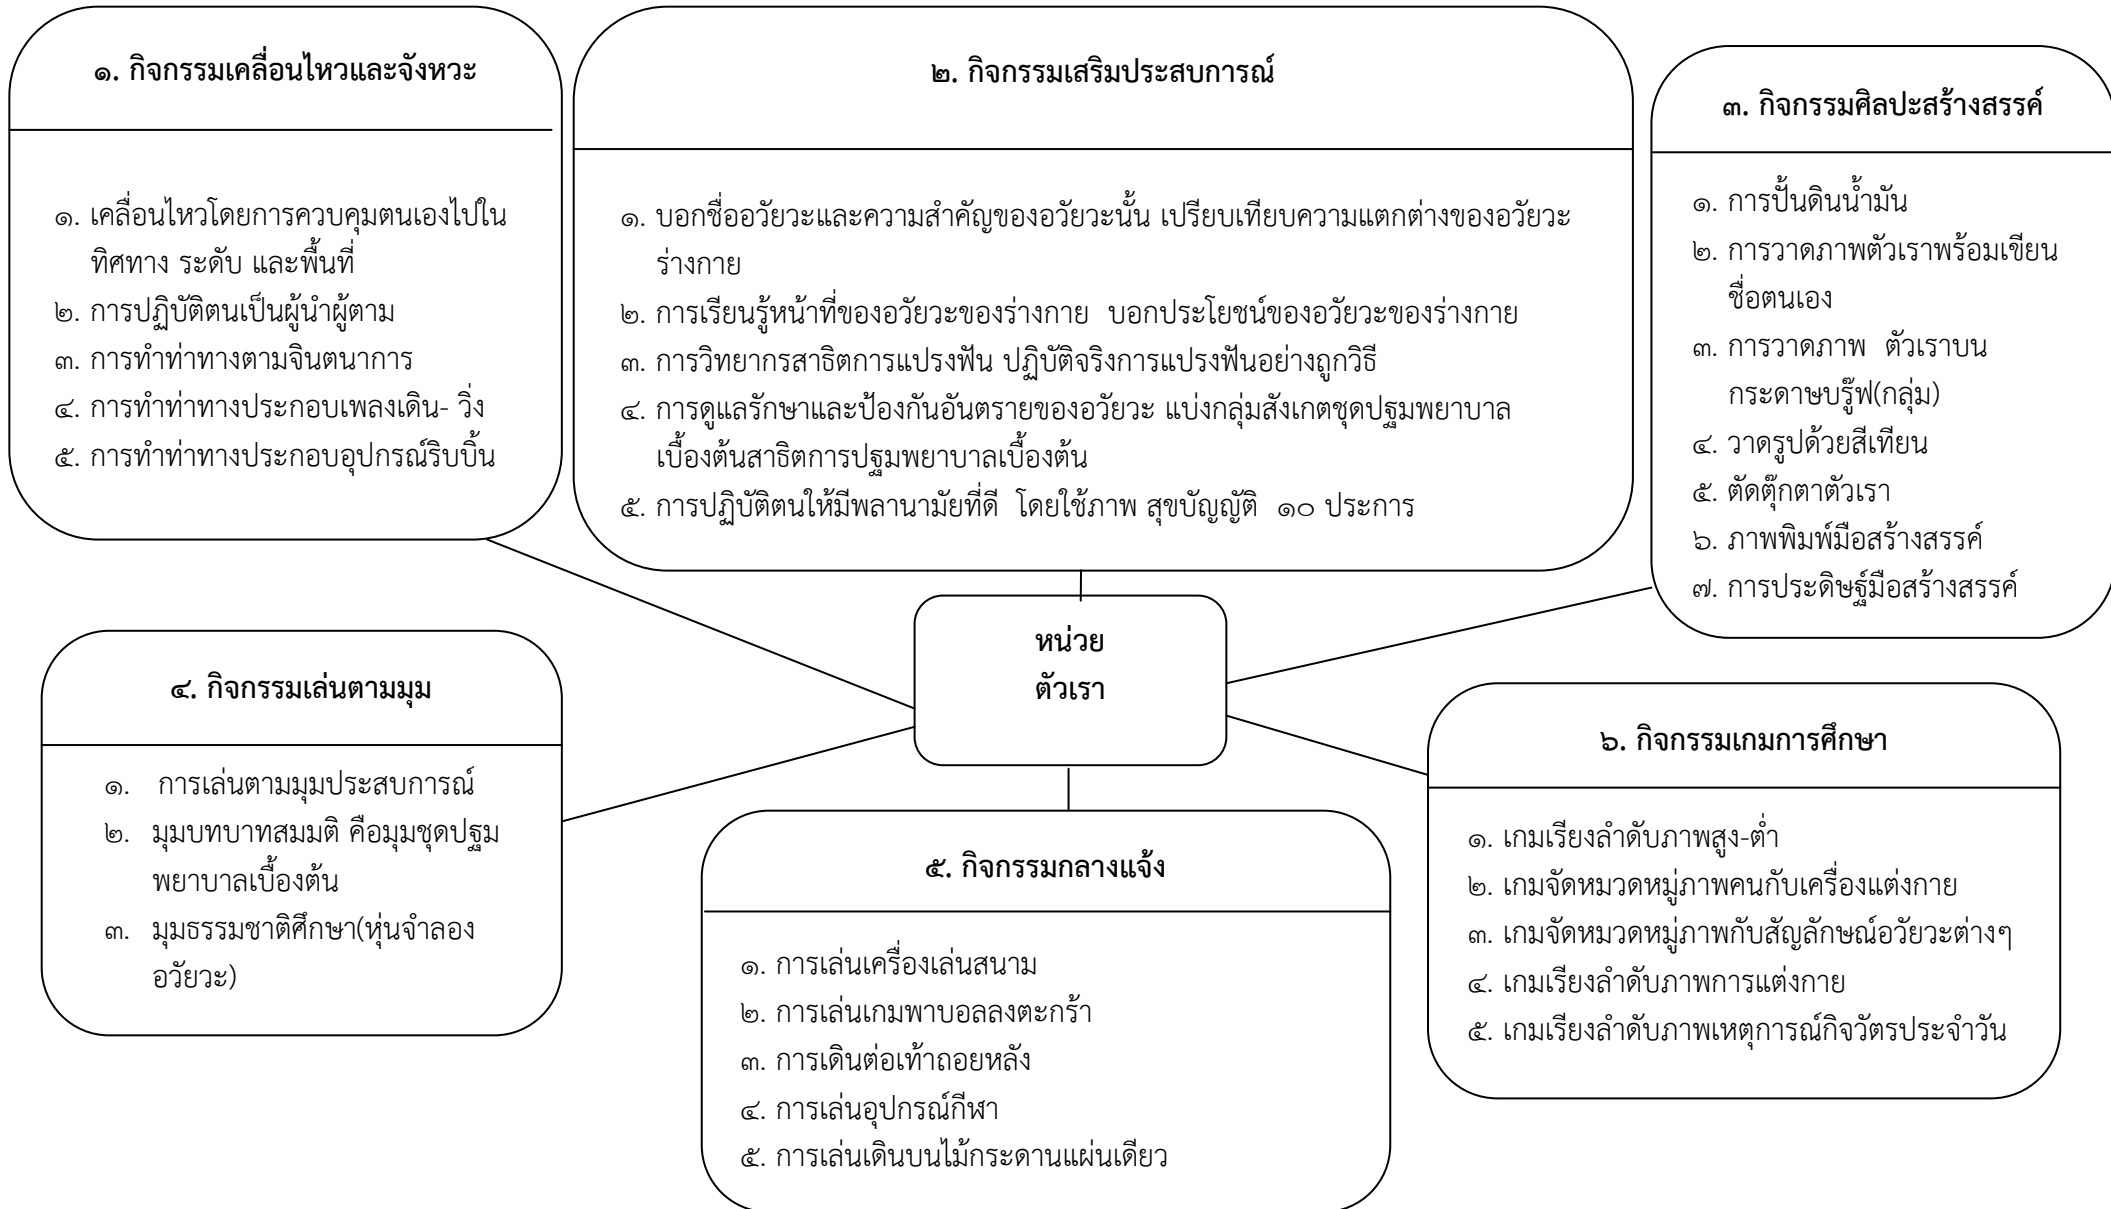 ๑. กิจกรรมเคลื่อนไหวและจังหวะ
๑. เคลื่อนไหวโดยการควบคุมตนเองไปใน
ทิศทาง ระดับ และพื้นที่
๒. การปฏิบัติตนเป็นผู้นำผู้ตาม
๓. การทำท่าทางตามจินตนาการ
๔. การทำท่าทางประกอบเพลงเดิน- วิ่ง
๕. การทำท่าทางประกอบอุปกรณ์ริบบิ้น
๒. กิจกรรมเสริมประสบการณ์
๑. บอกชื่ออวัยวะและความสำคัญของอวัยวะนั้น เปรียบเทียบความแตกต่างของอวัยวะ
ร่างกาย
๒. การเรียนรู้หน้าที่ของอวัยวะของร่างกาย  บอกประโยชน์ของอวัยวะของร่างกาย
๓. การวิทยากรสาธิตการแปรงฟัน ปฏิบัติจริงการแปรงฟันอย่างถูกวิธี
๔. การดูแลรักษาและป้องกันอันตรายของอวัยวะ แบ่งกลุ่มสังเกตชุดปฐมพยาบาล
เบื้องต้นสาธิตการปฐมพยาบาลเบื้องต้น
๕. การปฏิบัติตนให้มีพลานามัยที่ดี  โดยใช้ภาพ สุขบัญญัติ  ๑๐ ประการ
๓. กิจกรรมศิลปะสร้างสรรค์
๑. การปั้นดินน้ำมัน
๒. การวาดภาพตัวเราพร้อมเขียน
ชื่อตนเอง
๓. การวาดภาพ  ตัวเราบน
กระดาษบรู๊ฟ(กลุ่ม)
๔. วาดรูปด้วยสีเทียน
๕. ตัดตุ๊กตาตัวเรา
๖. ภาพพิมพ์มือสร้างสรรค์
๗. การประดิษฐ์มือสร้างสรรค์
หน่วย
ตัวเรา
๔. กิจกรรมเล่นตามมุม
๑.  การเล่นตามมุมประสบการณ์
๒.  มุมบทบาทสมมติ คือมุมชุดปฐม
พยาบาลเบื้องต้น
๓.  มุมธรรมชาติศึกษา(หุ่นจำลอง
อวัยวะ)
๕. กิจกรรมกลางแจ้ง
๑. การเล่นเครื่องเล่นสนาม
๒. การเล่นเกมพาบอลลงตะกร้า
๓. การเดินต่อเท้าถอยหลัง
๔. การเล่นอุปกรณ์กีฬา
๕. การเล่นเดินบนไม้กระดานแผ่นเดียว
๖. กิจกรรมเกมการศึกษา
๑. เกมเรียงลำดับภาพสูง-ต่ำ
๒. เกมจัดหมวดหมู่ภาพคนกับเครื่องแต่งกาย
๓. เกมจัดหมวดหมู่ภาพกับสัญลักษณ์อวัยวะต่างๆ
๔. เกมเรียงลำดับภาพการแต่งกาย
๕. เกมเรียงลำดับภาพเหตุการณ์กิจวัตรประจำวัน